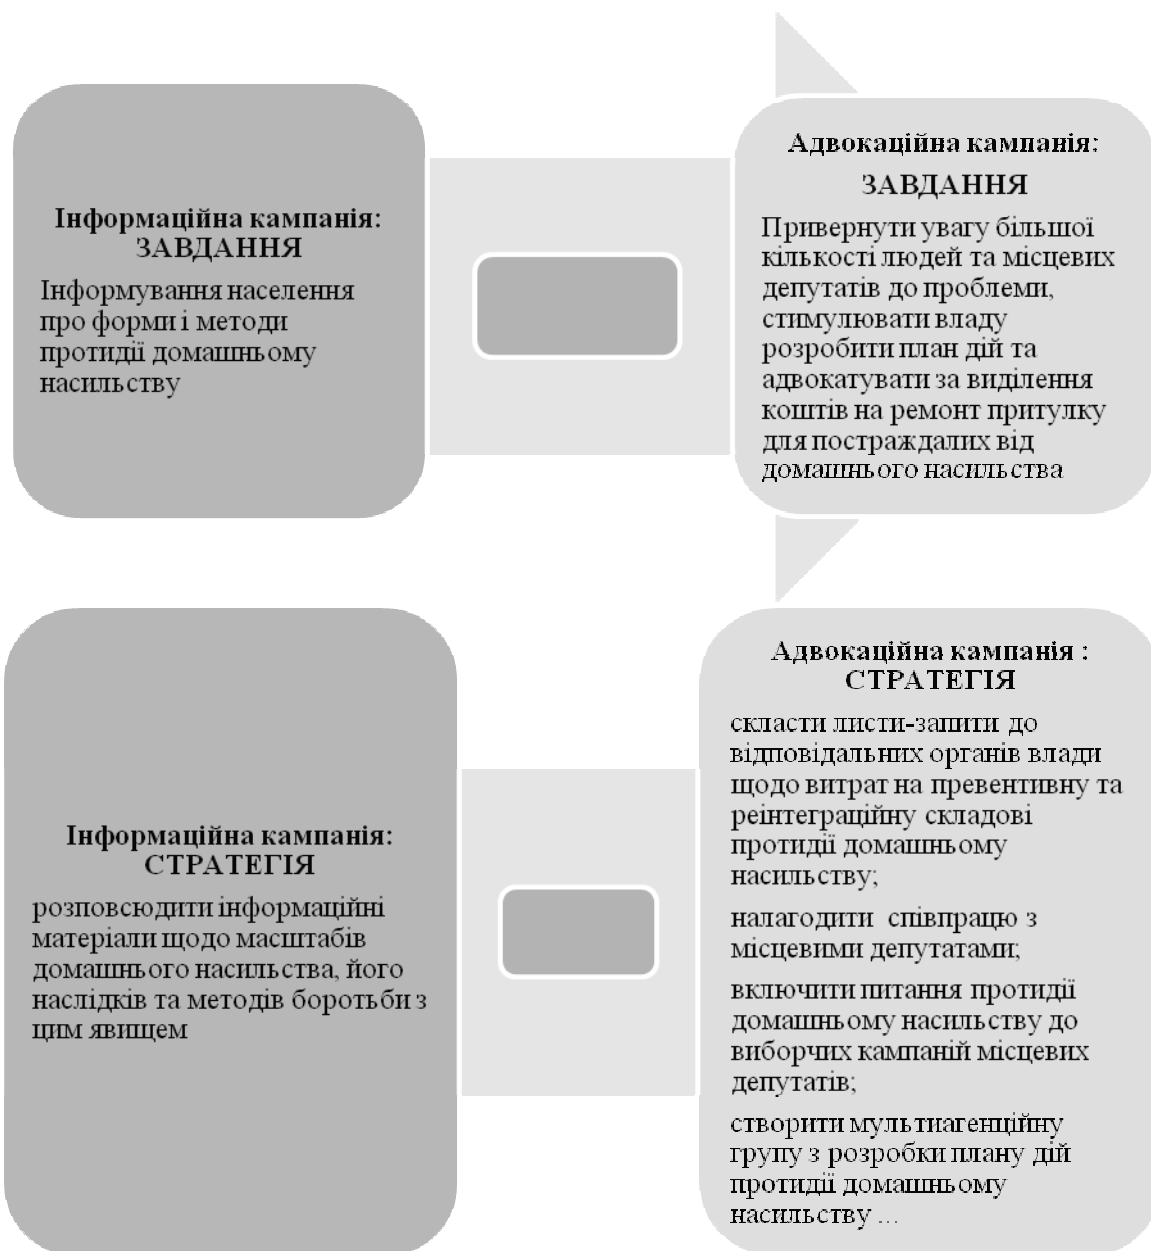 Інформаційна кампанія:
ЗАВДАННЯ
Інформування населення
про форми і методи
протидії домашньому
насильству
Адвокаційна кампанія:
ЗАВДАННЯ
Привернути увагу більшої
кількості людей та місцевих
депутатів до проблеми,
стимулювати владу
розробити план дій та
адвокатувати за виділення
коштів на ремонт притулку
для постраждалих від
домашнього насильства
Інформаційна кампанія:
СТРАТЕГІЯ
розповсюдити інформаційні
матеріали щодо масштабів
домашнього насильства, його
наслідків та методів боротьби з
цим явищем
Адвокаційна кампанія :
СТРАТЕГІЯ
скласти листи-запити до
відповідальних органів влади
щодо витрат на превентивну та
реінтеграційну складові
протидії домашньому
насильству;
налагодити співпрацю з
місцевими депутатами;
включити питання протидії
домашньому насильству до
виборчих кампаній місцевих
депутатів;
створити мультиагенційну
групу з розробки плану дій
протидії домашньому
насильству ...